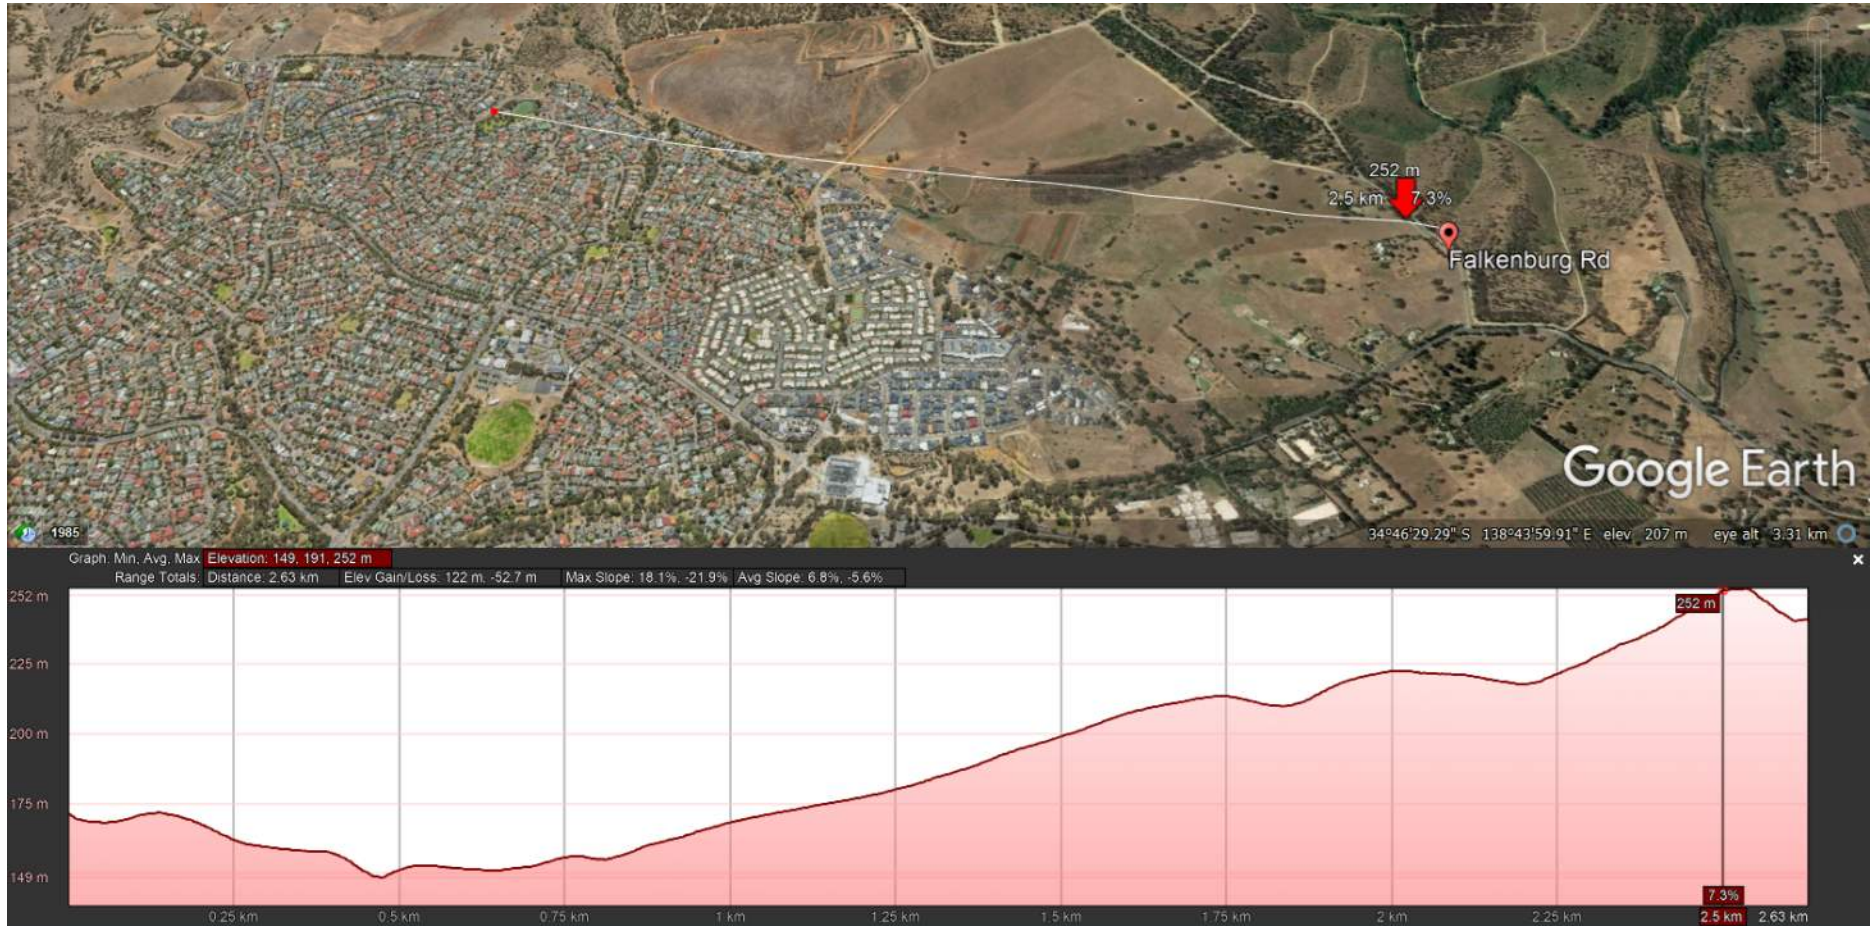 252 m
2.5 km 7.3%
Falkenburg Rd
Google Earth
1985
34°46'29.29" S 138°43'59.91" E elev 207 m eye alt 3.31 km
Graph: Min, Avg, Max Elevation: 149, 191, 252 m
Range Totals: Distance: 2.63 km Elev Gain/Loss: 122 m, -52.7 m Max Slope: 18.1%, -21.9% Avg Slope: 6.8%, -5.6%
252 m
252 m
225 m
200 m
175 m
149 m
7.3%
0.25 km 0.5 km 0.75 km 1 km 1.25 km 1.5 km 1.75 km 2 km 2.25 km 2.5 km 2.63 km